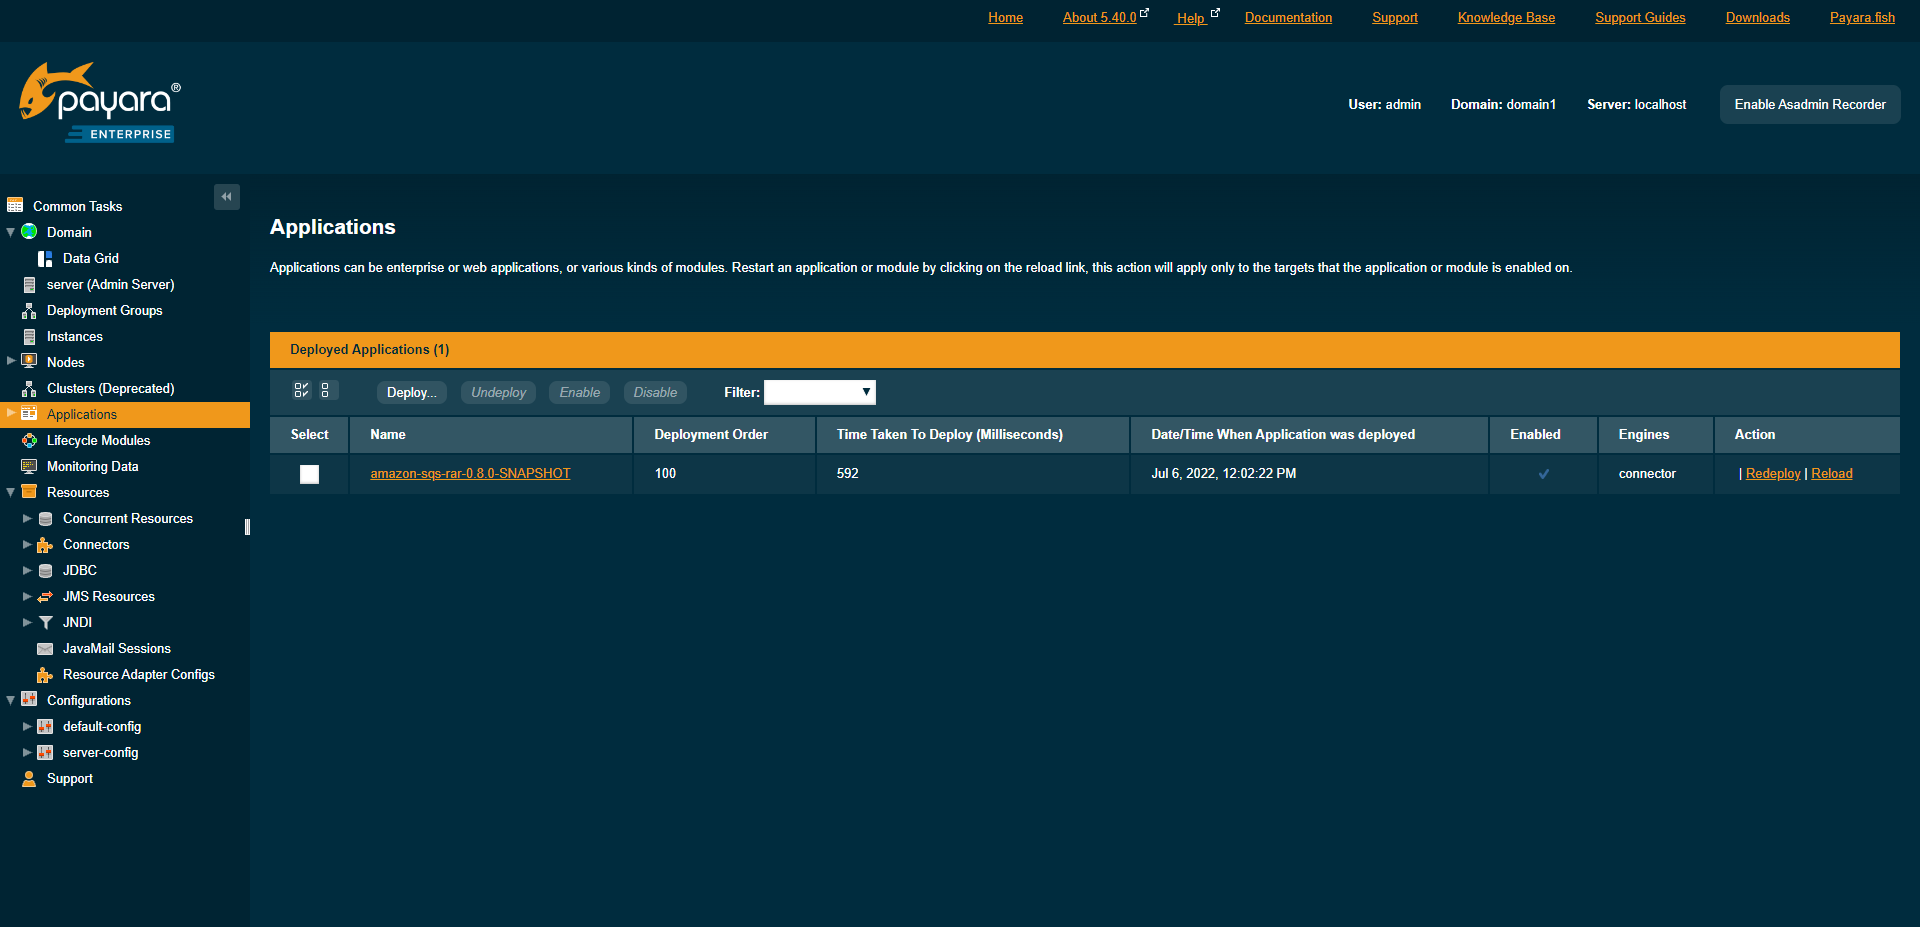 Home About 5.40.0 Help Documentation Support Knowledge Base Support Guides Downloads Payara.fish
payara®
ENTERPRISE
User: admin Domain: domain1 Server: localhost Enable Asadmin Recorder
Common Tasks
Domain
Data Grid
server (Admin Server)
Deployment Groups
Instances
Nodes
Clusters (Deprecated)
Applications
Lifecycle Modules
Monitoring Data
Resources
Concurrent Resources
Connectors
JDBC
JMS Resources
JNDI
JavaMail Sessions
Resource Adapter Configs
Configurations
default-config
server-config
Support
Applications
Applications can be enterprise or web applications, or various kinds of modules. Restart an application or module by clicking on the reload link, this action will apply only to the targets that the application or module is enabled on.
Deployed Applications (1)
Deploy... Undeploy Enable Disable Filter:
Select Name Deployment Order Time Taken To Deploy (Milliseconds) Date/Time When Application was deployed Enabled Engines Action
amazon-sqs-rar-0.8.0-SNAPSHOT 100 592 Jul 6, 2022, 12:02:22 PM connector | Redeploy | Reload